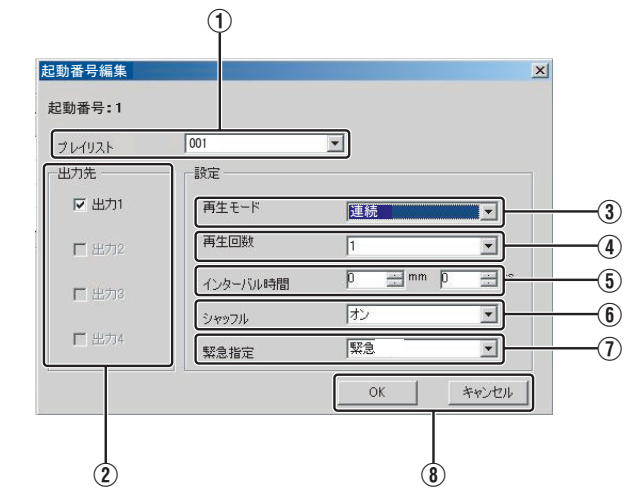 ①
起動番号編集
起動番号:1
プレイリスト 001
出力先
出力1
出力2
出力3
出力4
設定
再生モード 連続
再生回数 1
インターバル時間 0 mm 0
シャッフル オン
緊急指定 緊急
OK キャンセル
③
④
⑤
⑥
⑦
② ⑧